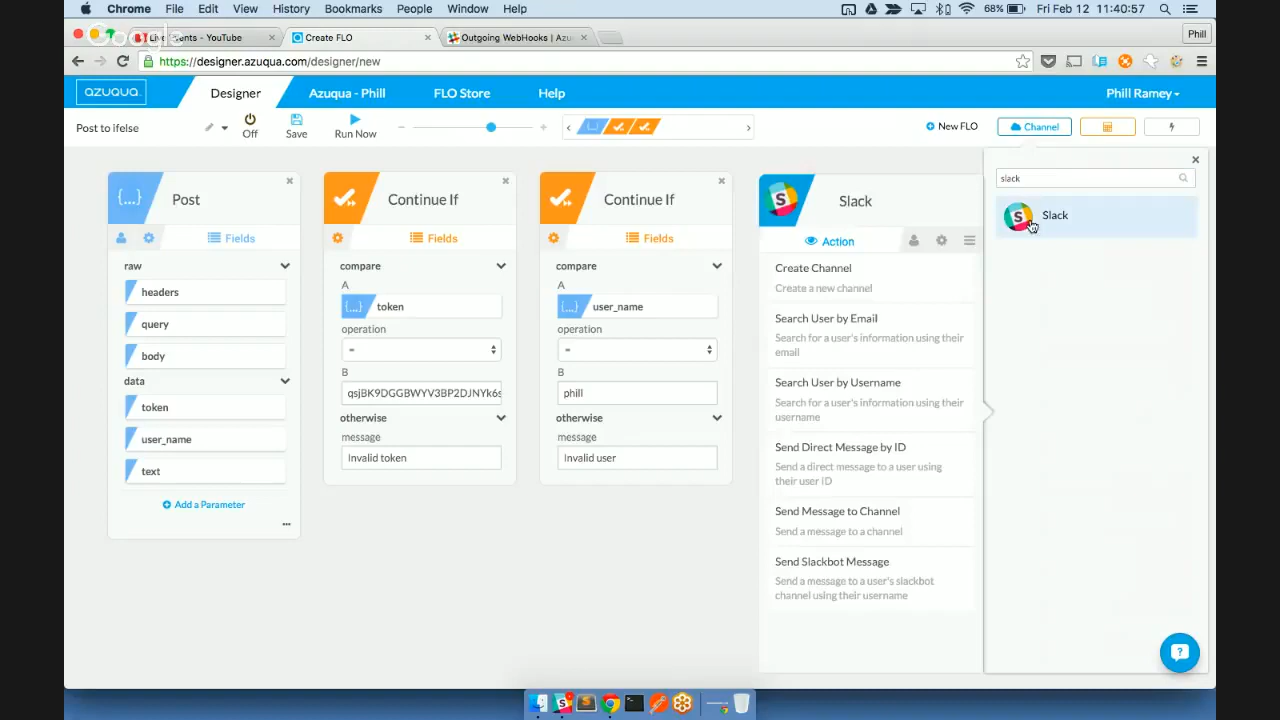 Chrome File Edit View History Bookmarks People Window Help 68% Fri Feb 12 11:40:57
Google
Live Events - YouTube Create FLO Outgoing WebHooks | Azu Phill
https://designer.azuqua.com/designer/new
AZUQUA Designer Azuqua - Phill FLO Store Help Phill Ramey
Post to ifelse Off Save Run Now New FLO Channel
slack
Slack
Post
Fields
raw
headers
query
body
data
token
user_name
text
Add a Parameter
Continue If
Fields
compare
A
token
operation
=
B
qsjBK9DGGBWYV3BP2DJNYk6s
otherwise
message
Invalid token
Continue If
Fields
compare
A
user_name
operation
=
B
phill
otherwise
message
Invalid user
Slack
Action
Create Channel
Create a new channel
Search User by Email
Search for a user's information using their
email
Search User by Username
Search for a user's information using their
username
Send Direct Message by ID
Send a direct message to a user using
their user ID
Send Message to Channel
Send a message to a channel
Send Slackbot Message
Send a message to a user's slackbot
channel using their username